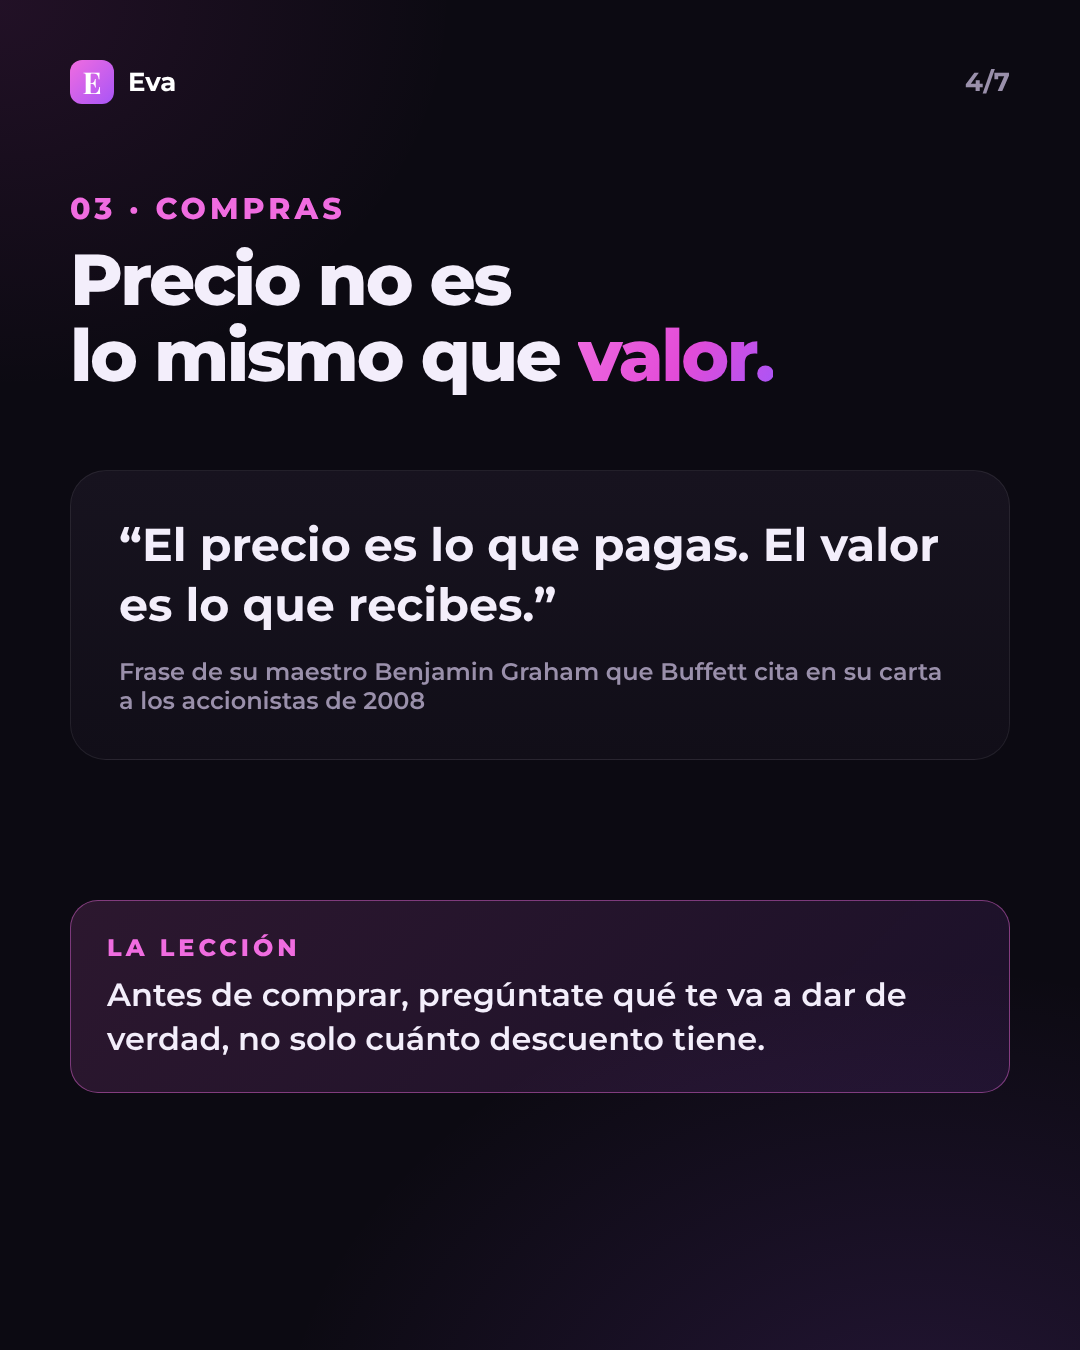 E Eva
4/7
03 · COMPRAS
Precio no es
lo mismo que valor.
“El precio es lo que pagas. El valor
es lo que recibes.”
Frase de su maestro Benjamin Graham que Buffett cita en su carta
a los accionistas de 2008
LA LECCIÓN
Antes de comprar, pregúntate qué te va a dar de
verdad, no solo cuánto descuento tiene.